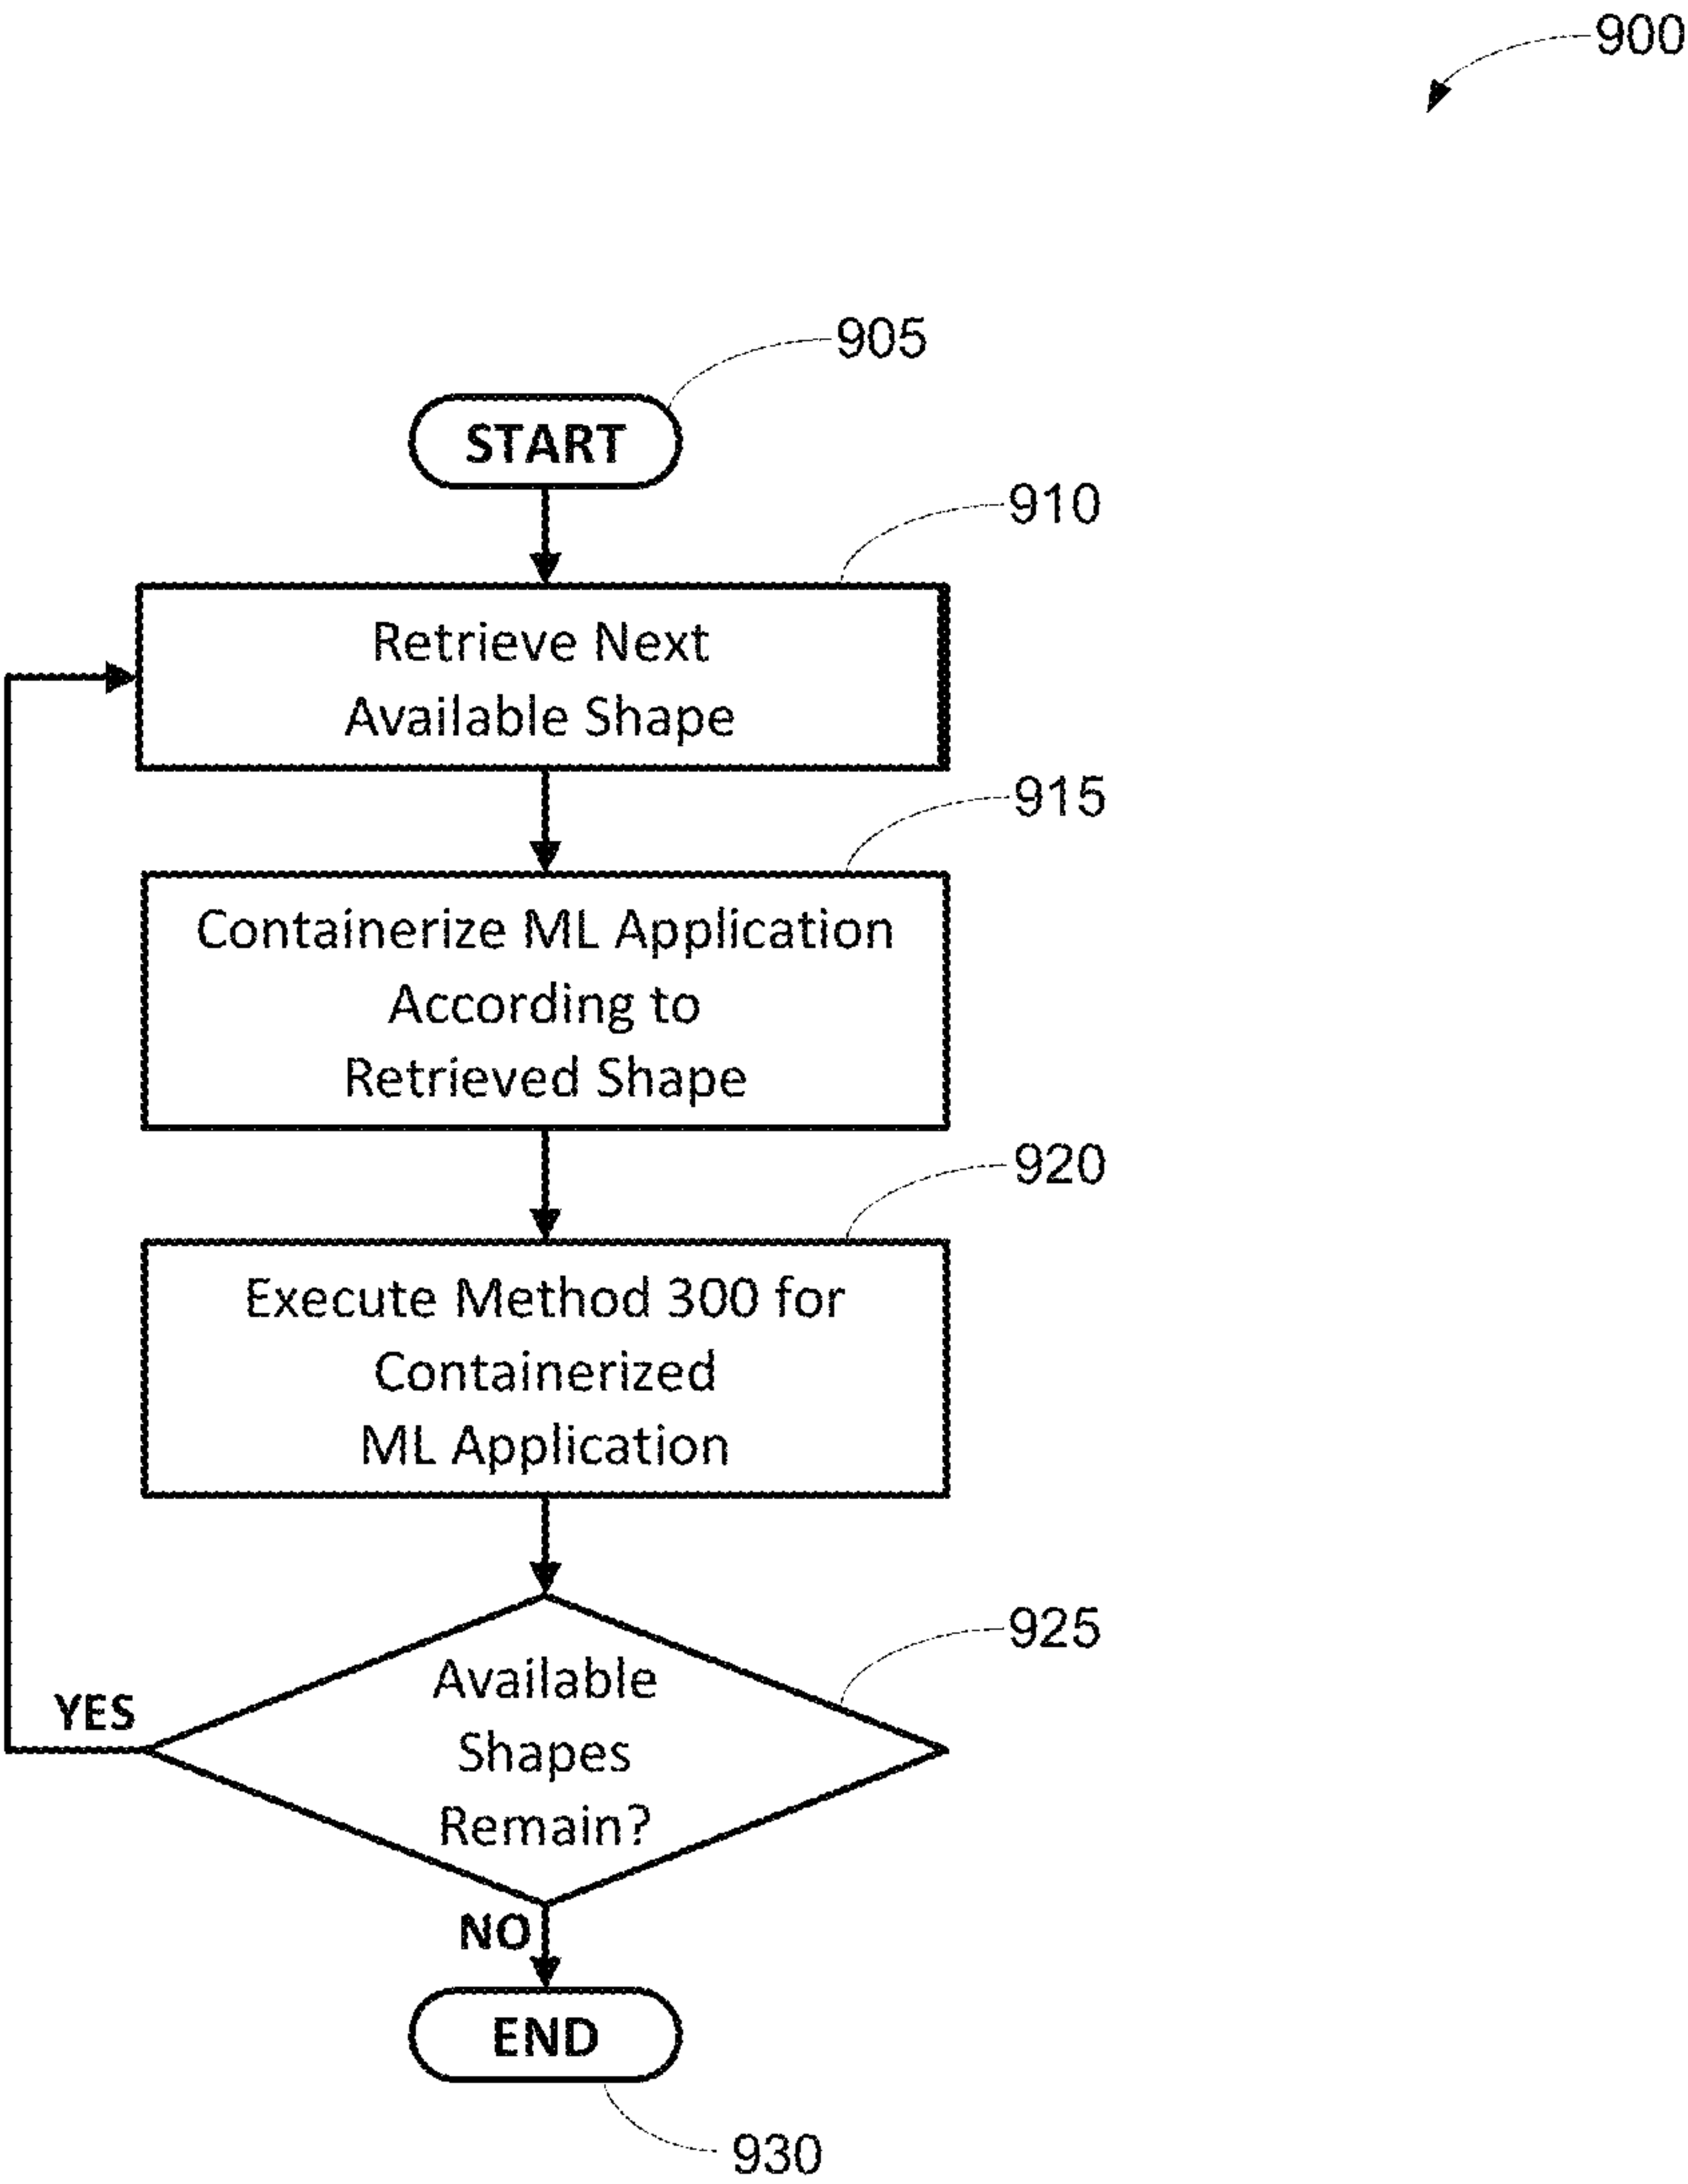 900
905
START
910
Retrieve Next
Available Shape
915
Containerize ML Application
According to
Retrieved Shape
920
Execute Method 300 for
Containerized
ML Application
925
Available
Shapes
Remain?
YES
NO
END
930